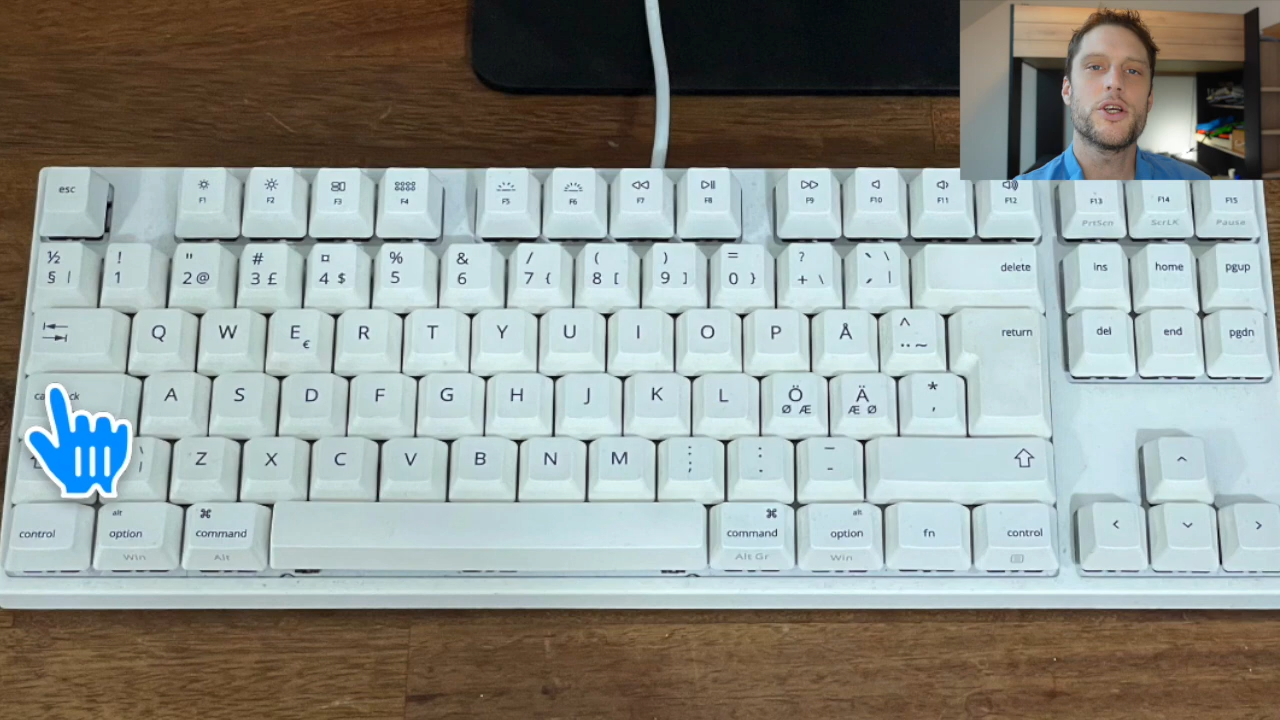 esc F1 F2 F3 F4 F5 F6 F7 F8 F9 F10 F11 F12 F13 PrtScn F14 ScrLK F15 Pause
½ § | ! 1 " 2 @ # 3 £ ¤ 4 $ % 5 & 6 / 7 { ( 8 [ ) 9 ] = 0 } ? + \ ` \ ´ | delete ins home pgup
Q W E € R T Y U I O P Å ^ ¨ ~ return del end pgdn
A S D F G H J K L Ö Ø Æ Ä Æ Ø * '
Z X C V B N M ; , : . _ -
control alt option Win ⌘ command Alt ⌘ command Alt Gr alt option Win fn control